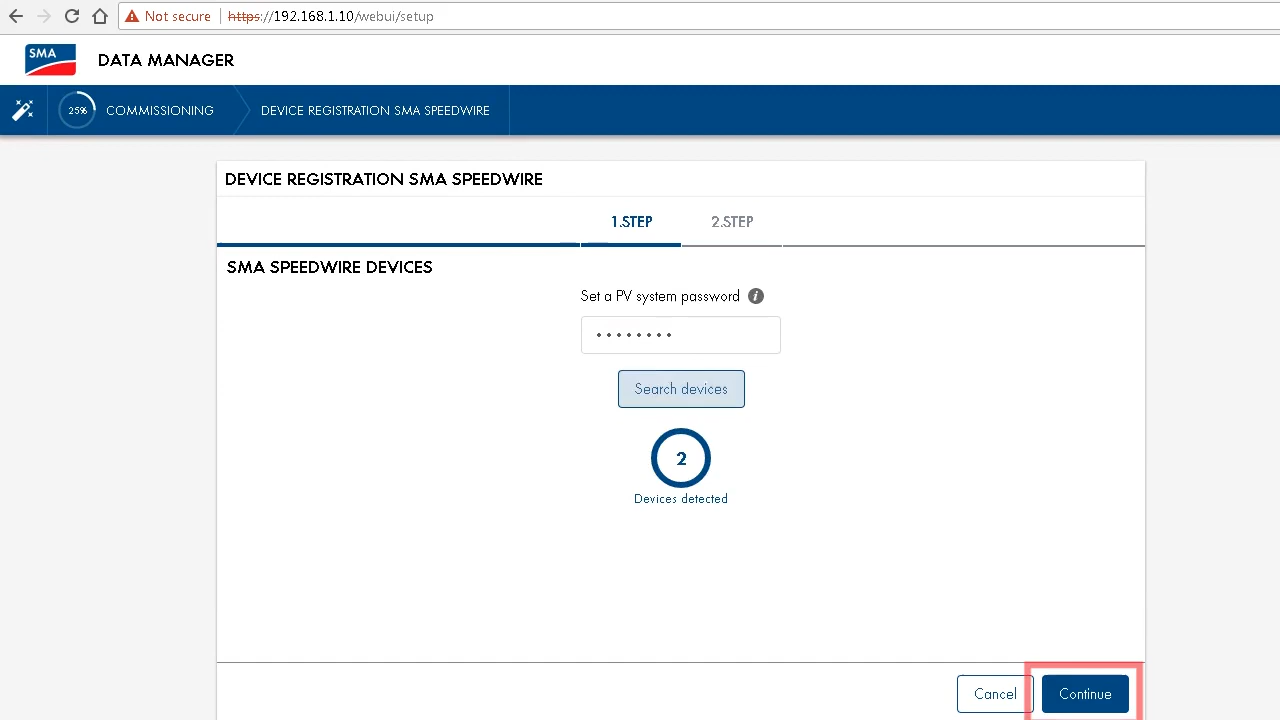 Not secure https://192.168.1.10/webui/setup
SMA DATA MANAGER
25% COMMISSIONING DEVICE REGISTRATION SMA SPEEDWIRE
DEVICE REGISTRATION SMA SPEEDWIRE
1.STEP 2.STEP
SMA SPEEDWIRE DEVICES
Set a PV system password i
••••••••
Search devices
2
Devices detected
Cancel Continue